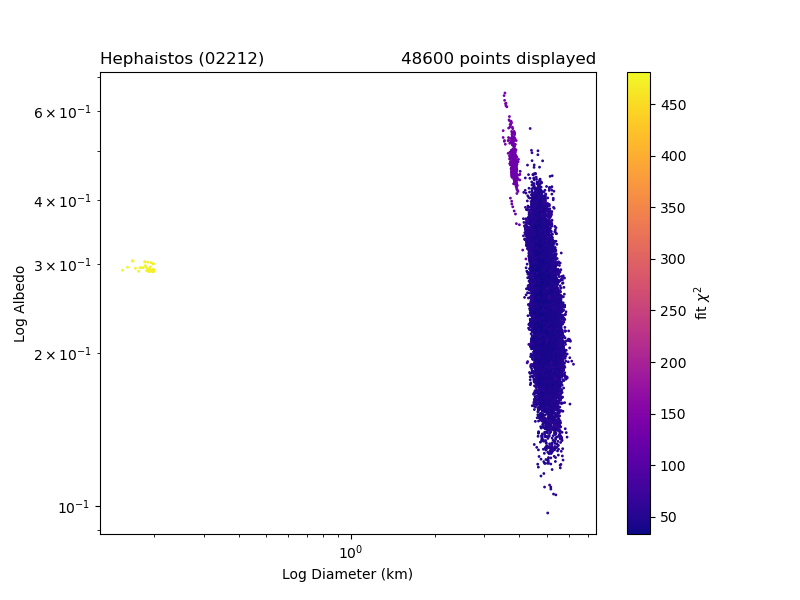 Hephaistos (02212)
48600 points displayed
6 × 10⁻¹
4 × 10⁻¹
3 × 10⁻¹
2 × 10⁻¹
10⁻¹
Log Albedo
10⁰
Log Diameter (km)
450
400
350
300
250
200
150
100
50
fit χ²